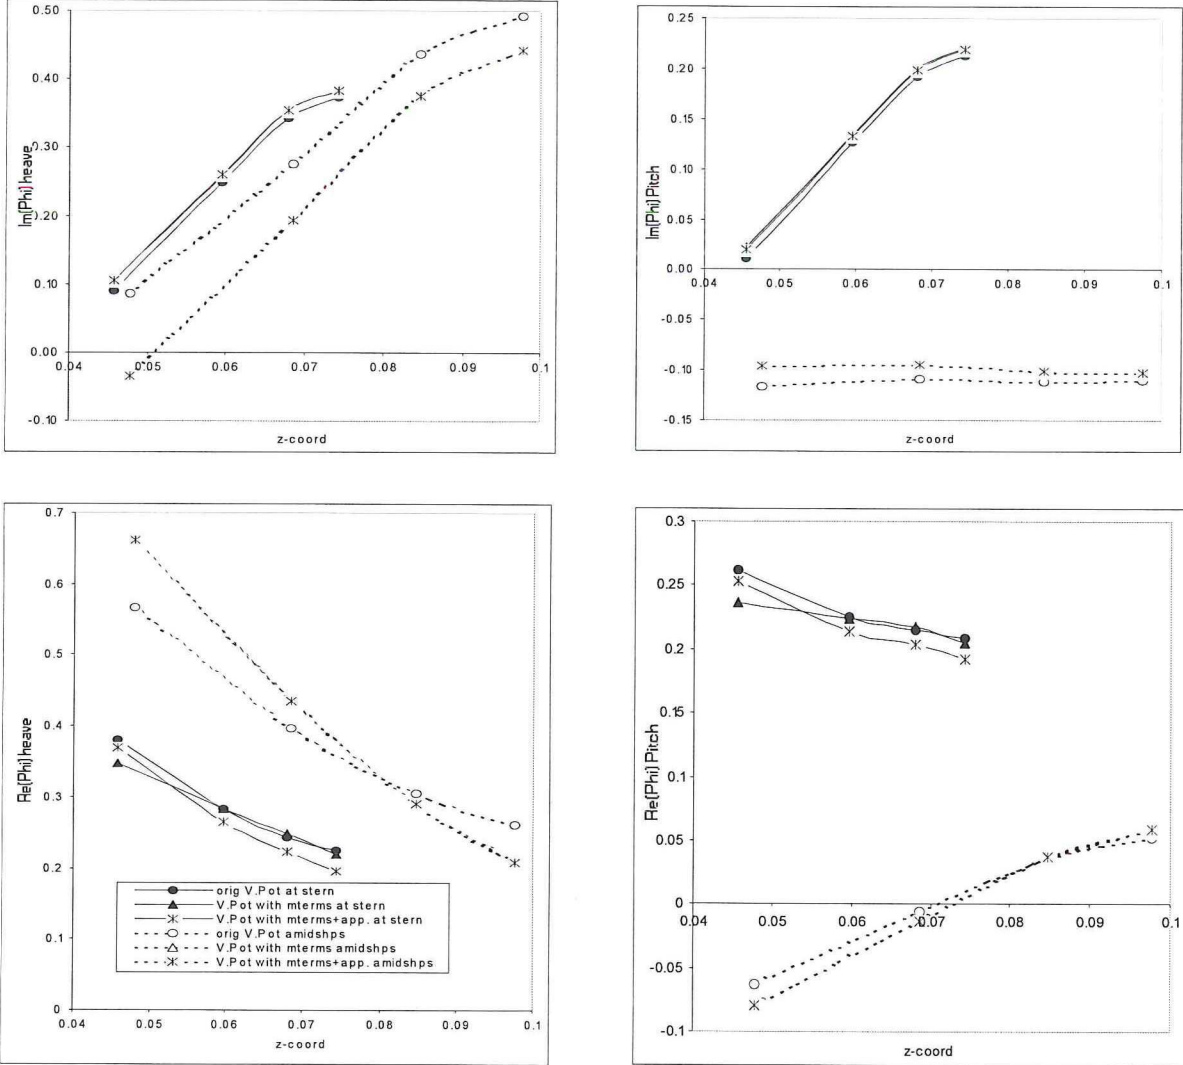 0.50
0.40
0.30
0.20
0.10
0.00
-0.10
Im(Phi) heave
0.04 0.05 0.06 0.07 0.08 0.09 0.1
z-coord
0.25
0.20
0.15
0.10
0.05
0.00
-0.05
-0.10
-0.15
Im(Phi) Pitch
0.04 0.05 0.06 0.07 0.08 0.09 0.1
z-coord
0.7
0.6
0.5
0.4
0.3
0.2
0.1
0
Re(Phi) heave
orig V.Pot at stern
V.Pot with mterms at stern
V.Pot with mterms+app. at stern
orig V.Pot amidshps
V.Pot with mterms amidshps
V.Pot with mterms+app. amidshps
0.04 0.05 0.06 0.07 0.08 0.09 0.1
z-coord
0.3
0.25
0.2
0.15
0.1
0.05
0
-0.05
-0.1
Re(Phi) Pitch
0.04 0.05 0.06 0.07 0.08 0.09 0.1
z-coord